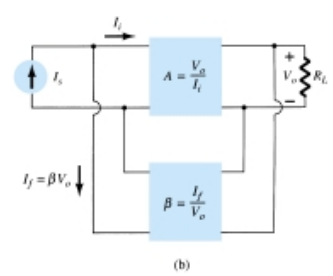 I_i
I_s
A = V_o / I_i
+
V_o
−
R_L
I_f = βV_o
β = I_f / V_o
(b)